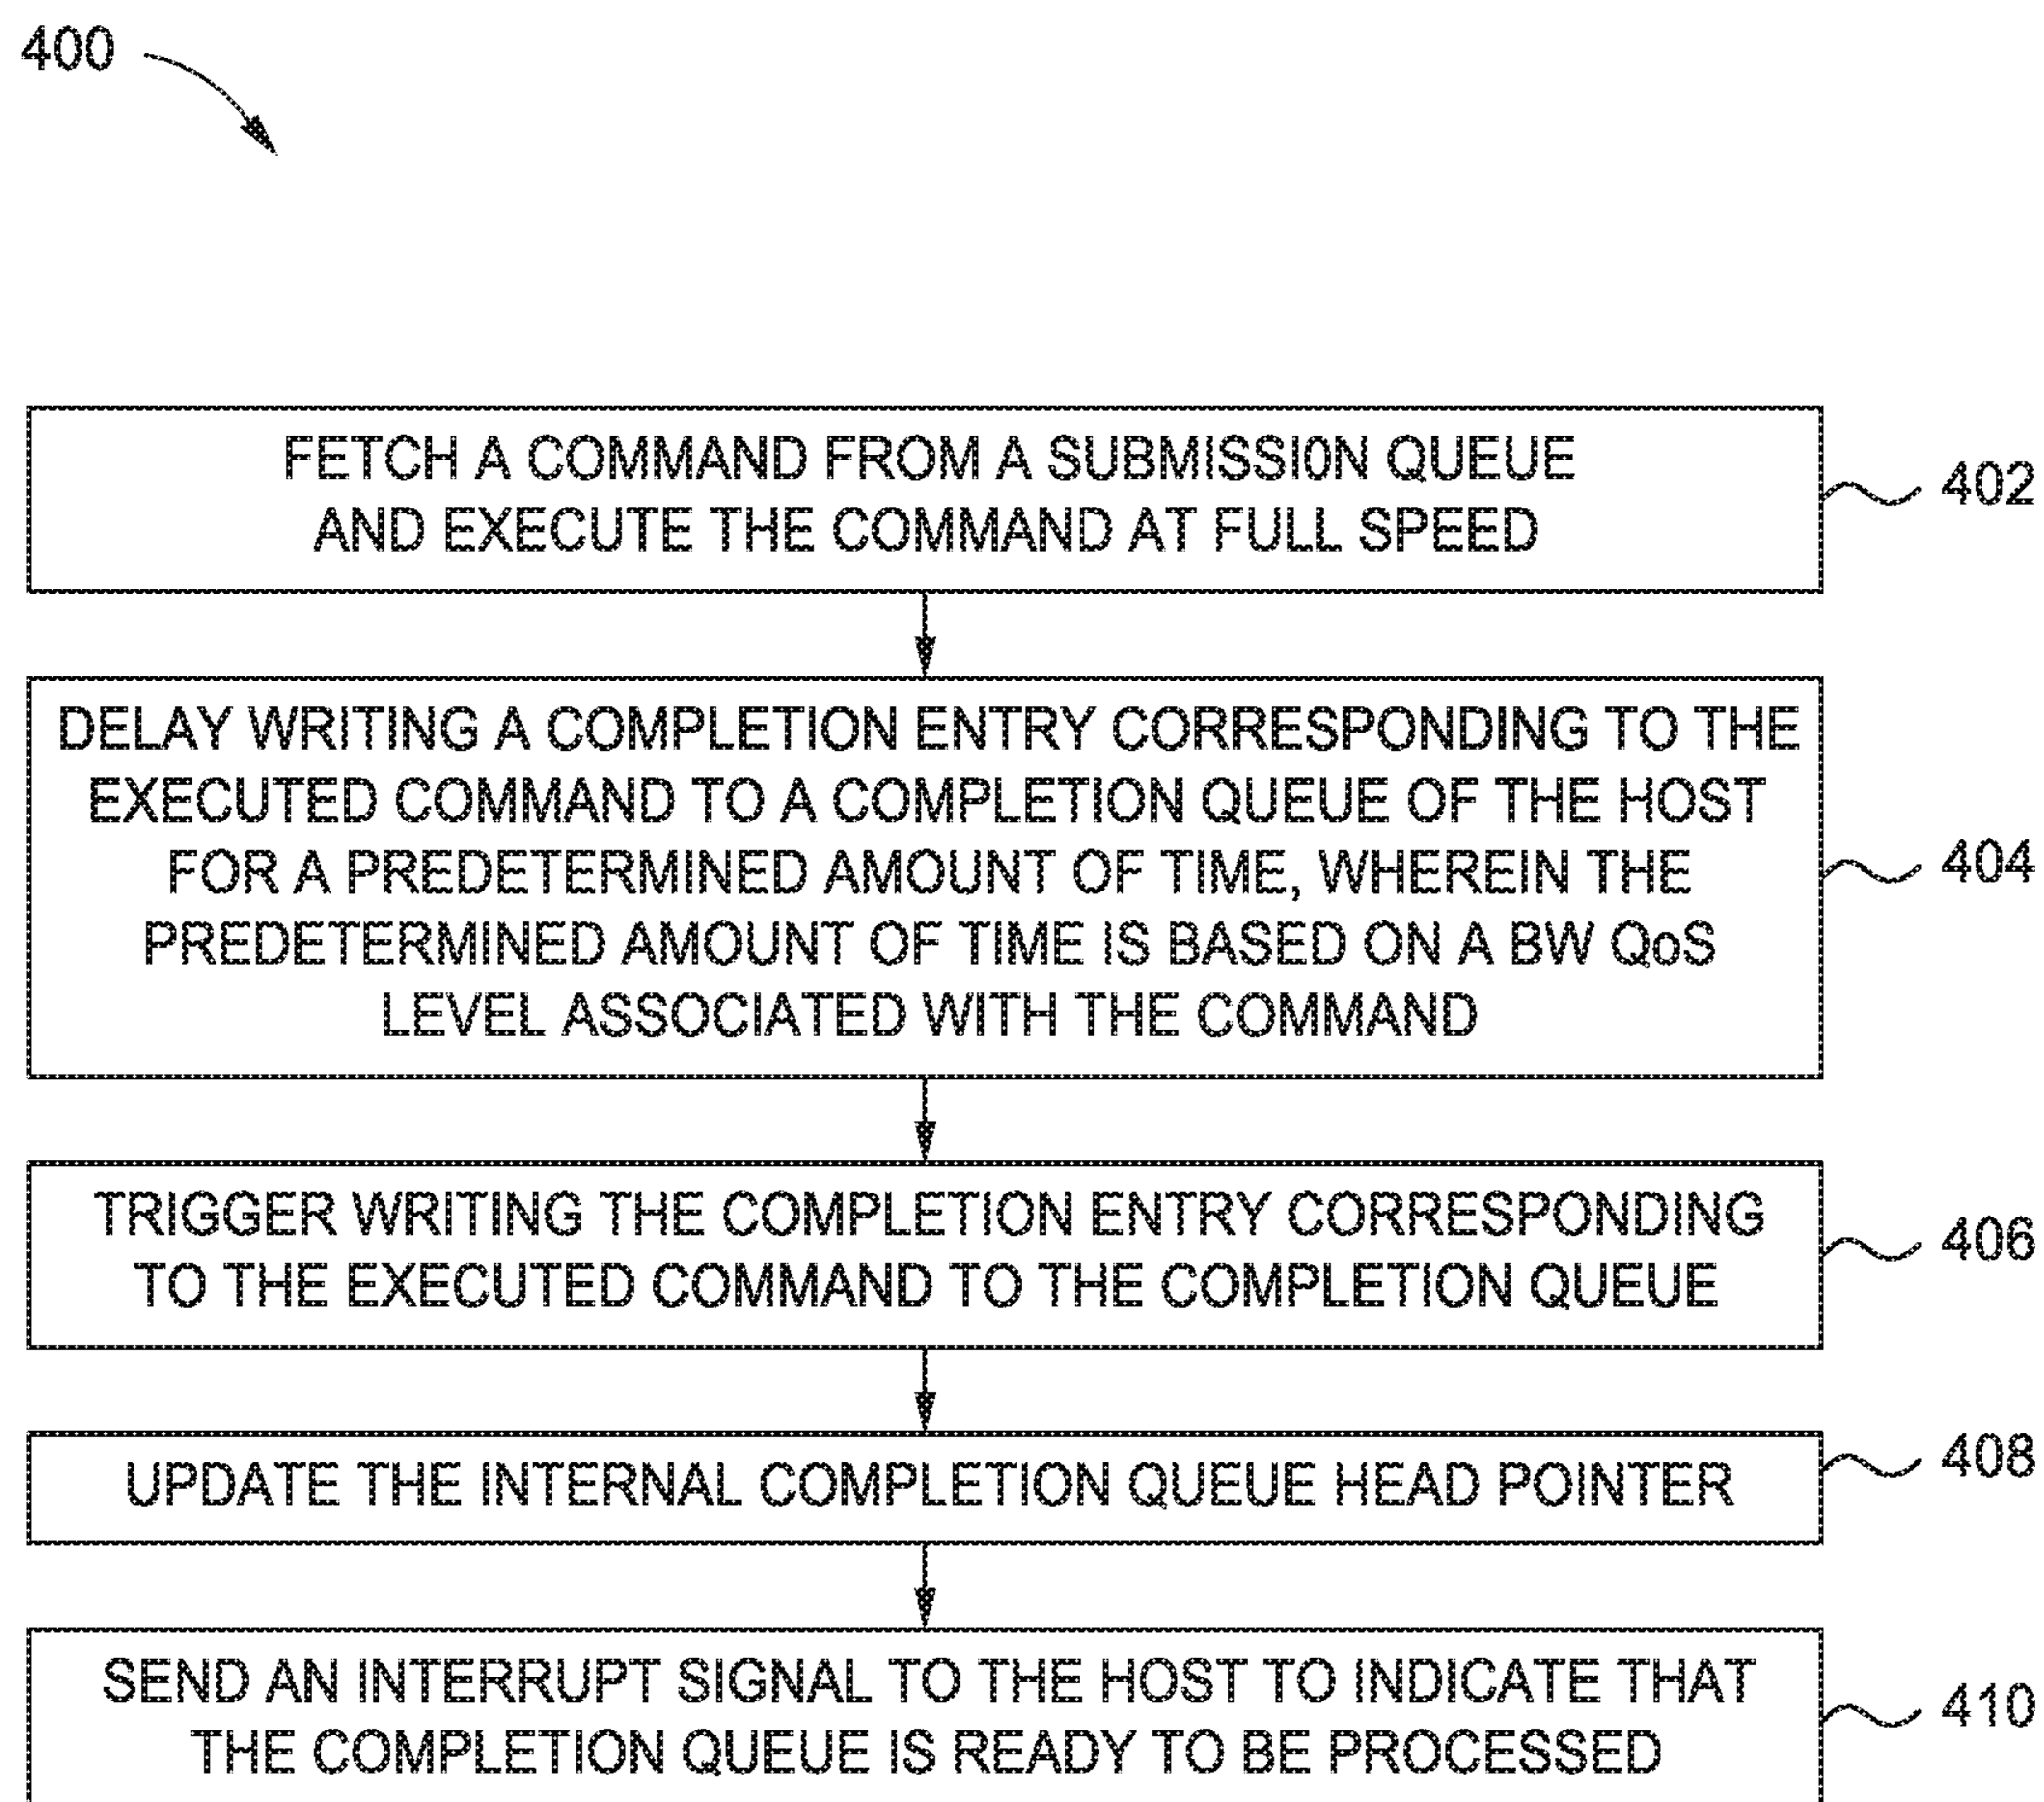 400
FETCH A COMMAND FROM A SUBMISSION QUEUE
AND EXECUTE THE COMMAND AT FULL SPEED
402
DELAY WRITING A COMPLETION ENTRY CORRESPONDING TO THE
EXECUTED COMMAND TO A COMPLETION QUEUE OF THE HOST
FOR A PREDETERMINED AMOUNT OF TIME, WHEREIN THE
PREDETERMINED AMOUNT OF TIME IS BASED ON A BW QoS
LEVEL ASSOCIATED WITH THE COMMAND
404
TRIGGER WRITING THE COMPLETION ENTRY CORRESPONDING
TO THE EXECUTED COMMAND TO THE COMPLETION QUEUE
406
UPDATE THE INTERNAL COMPLETION QUEUE HEAD POINTER
408
SEND AN INTERRUPT SIGNAL TO THE HOST TO INDICATE THAT
THE COMPLETION QUEUE IS READY TO BE PROCESSED
410